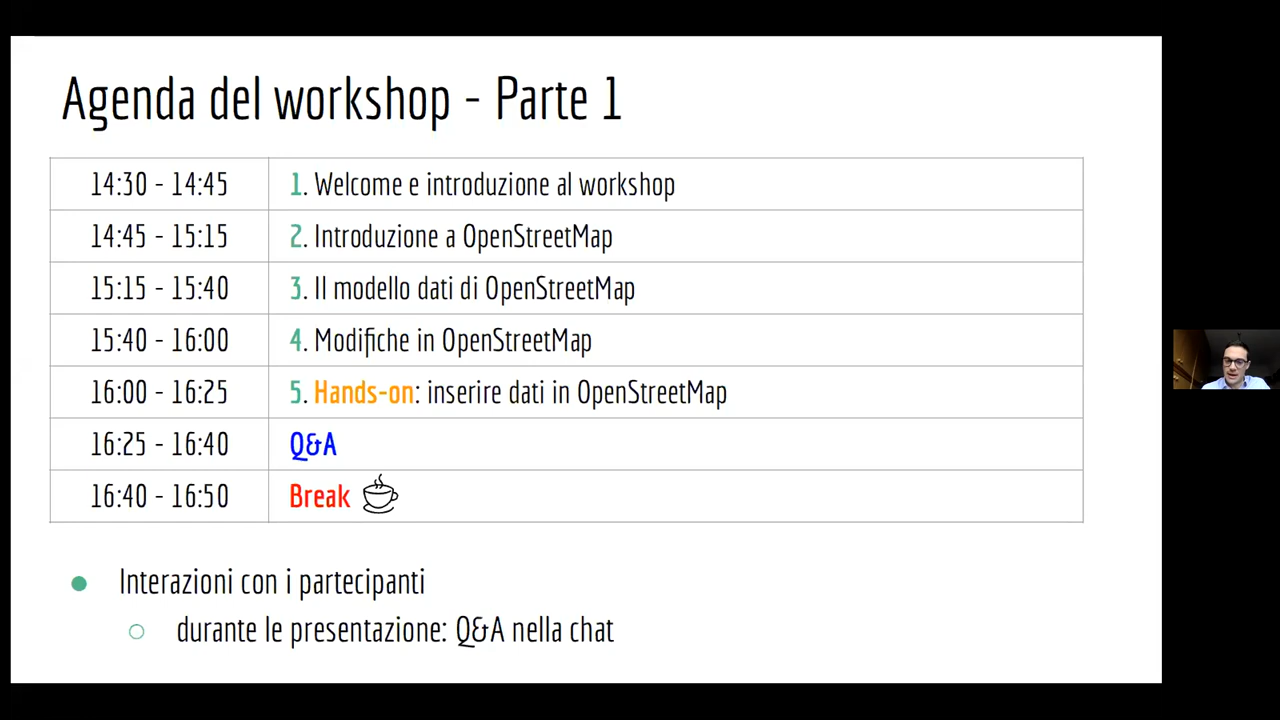 Agenda del workshop - Parte 1
14:30 - 14:45 1. Welcome e introduzione al workshop
14:45 - 15:15 2. Introduzione a OpenStreetMap
15:15 - 15:40 3. Il modello dati di OpenStreetMap
15:40 - 16:00 4. Modifiche in OpenStreetMap
16:00 - 16:25 5. Hands-on: inserire dati in OpenStreetMap
16:25 - 16:40 Q&A
16:40 - 16:50 Break
Interazioni con i partecipanti
durante le presentazione: Q&A nella chat